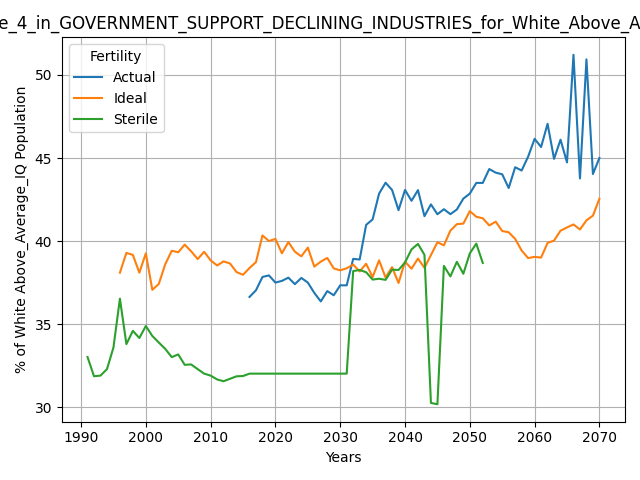 e_4_in_GOVERNMENT_SUPPORT_DECLINING_INDUSTRIES_for_White_Above_A
Fertility
Actual
Ideal
Sterile
% of White Above_Average_IQ Population
50
45
40
35
30
1990
2000
2010
2020
2030
2040
2050
2060
2070
Years